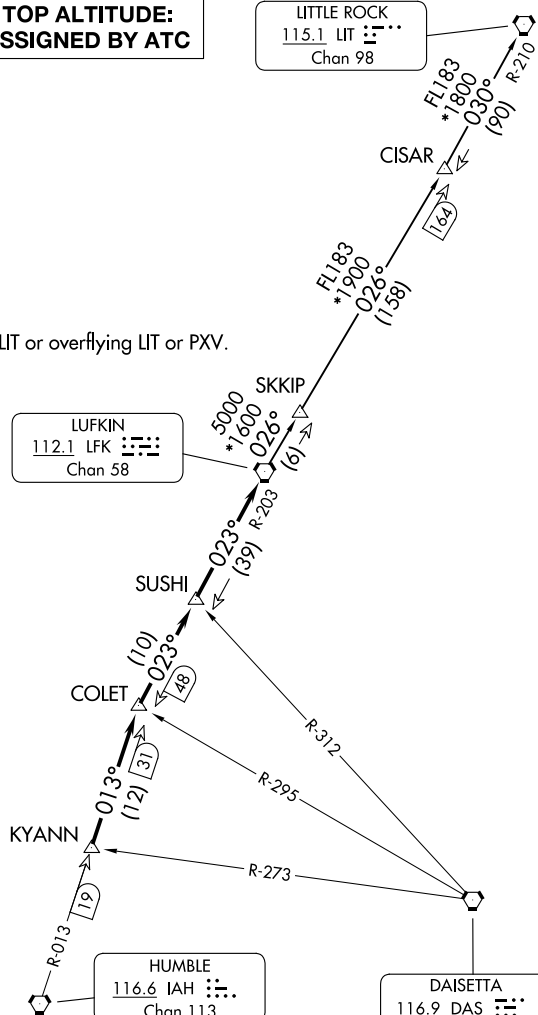 TOP ALTITUDE:
SSIGNED BY ATC
LITTLE ROCK
115.1 LIT
Chan 98
R-210
FL183
*1800
030°
(90)
CISAR
164
FL183
*1900
026°
(158)
LIT or overflying LIT or PXV.
SKKIP
5000
*1600
026°
(6)
LUFKIN
112.1 LFK
Chan 58
R-203
023°
(39)
SUSHI
(10)
023°
48
COLET
R-312
31
013°
(12)
R-295
KYANN
R-273
19
R-013
HUMBLE
116.6 IAH
Chan 113
DAISETTA
116.9 DAS